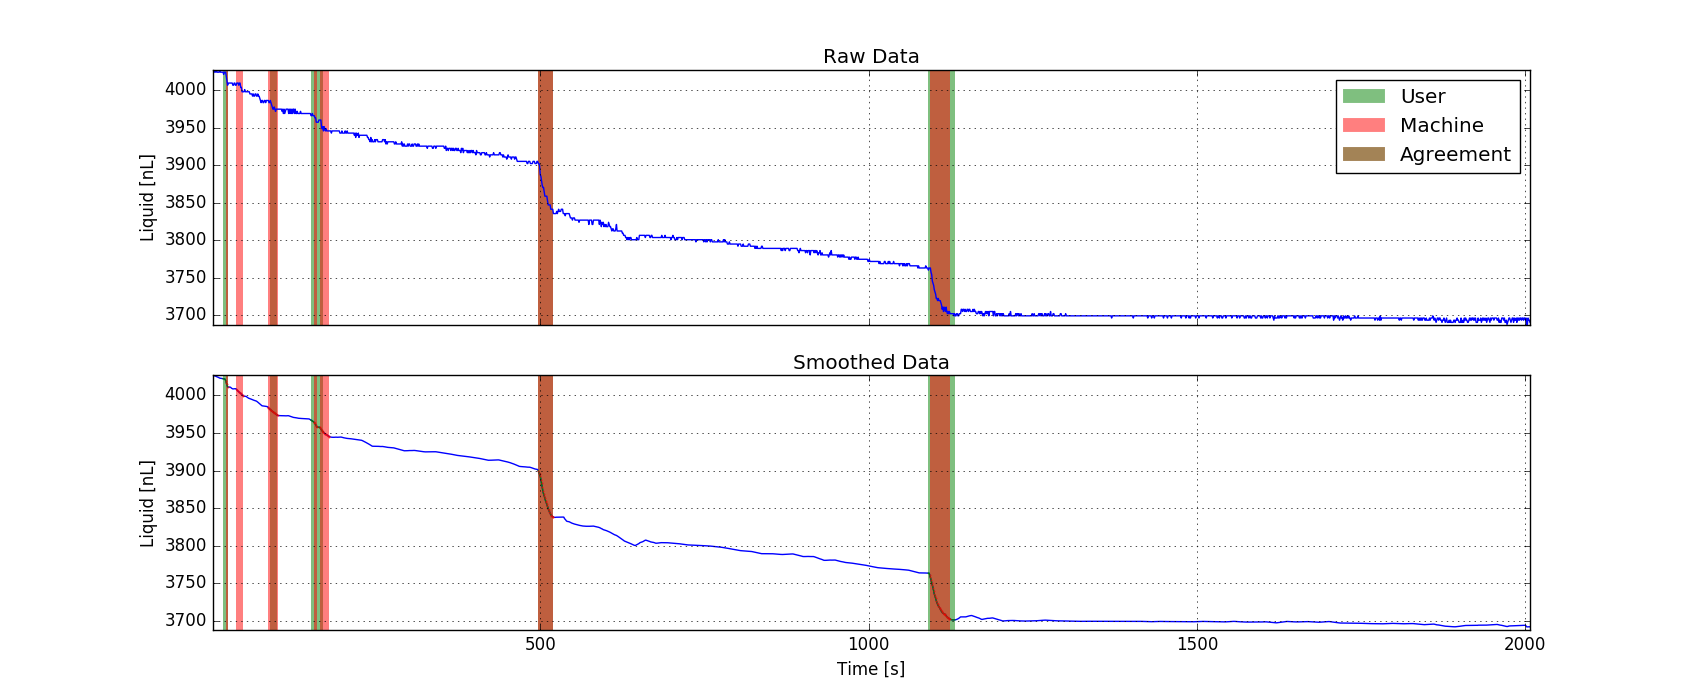 Raw Data
4000
3950
3900
3850
3800
3750
3700
Liquid [nL]
User
Machine
Agreement
Smoothed Data
4000
3950
3900
3850
3800
3750
3700
Liquid [nL]
500
1000
1500
2000
Time [s]